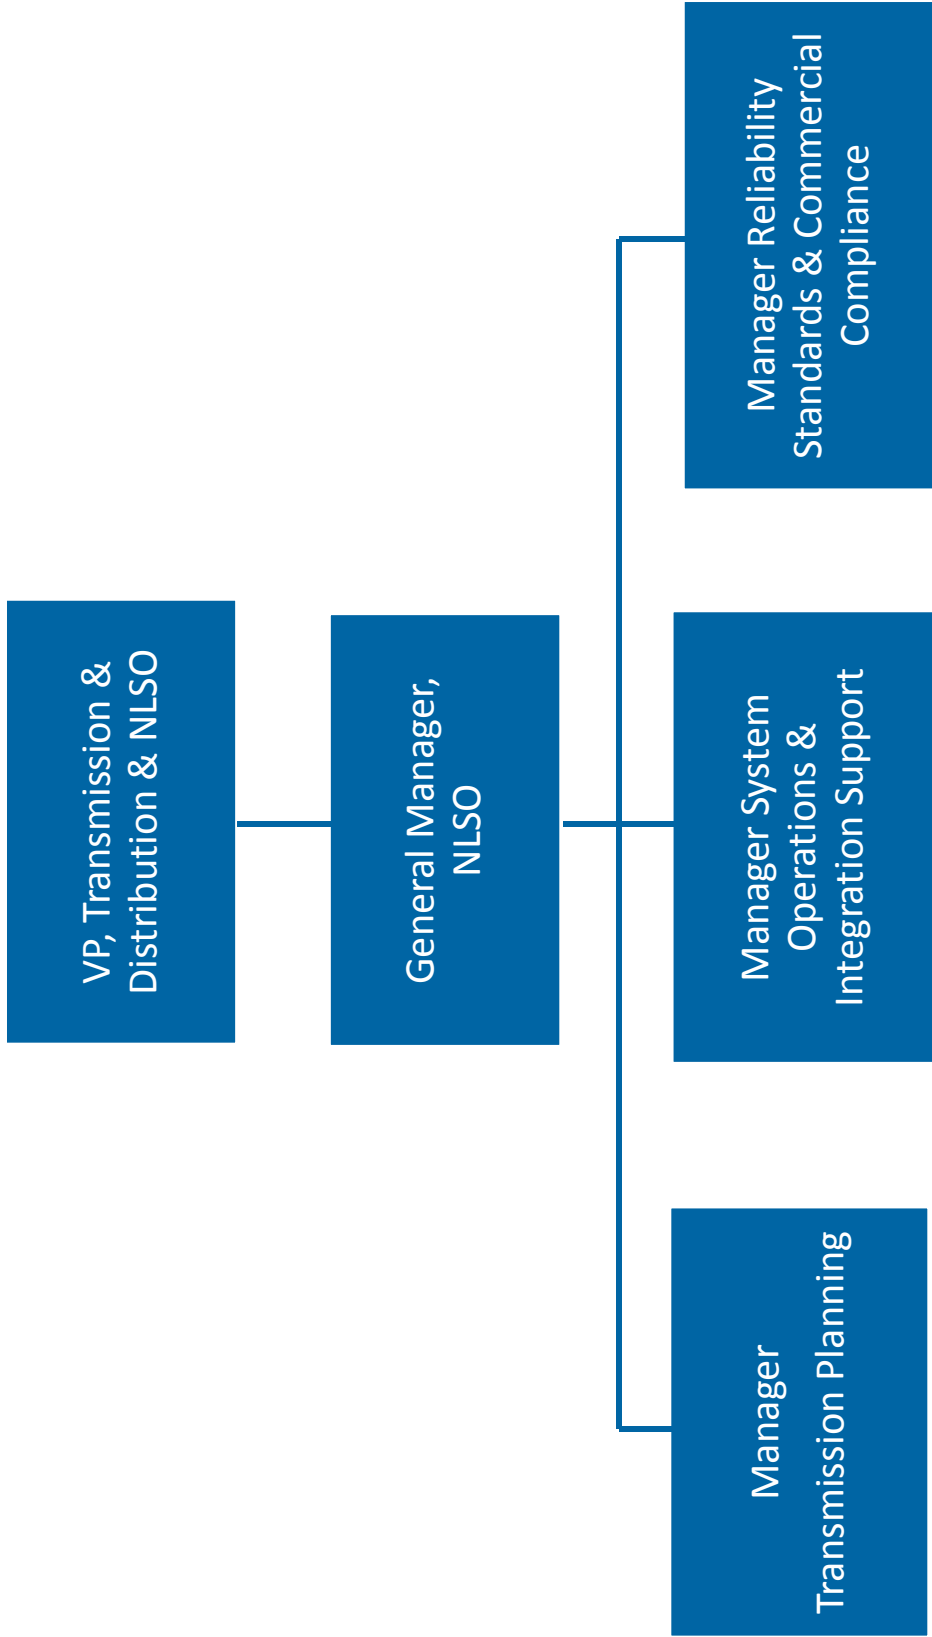 VP, Transmission &
Distribution & NLSO
General Manager,
NLSO
Manager
Transmission Planning
Manager System
Operations &
Integration Support
Manager Reliability
Standards & Commercial
Compliance